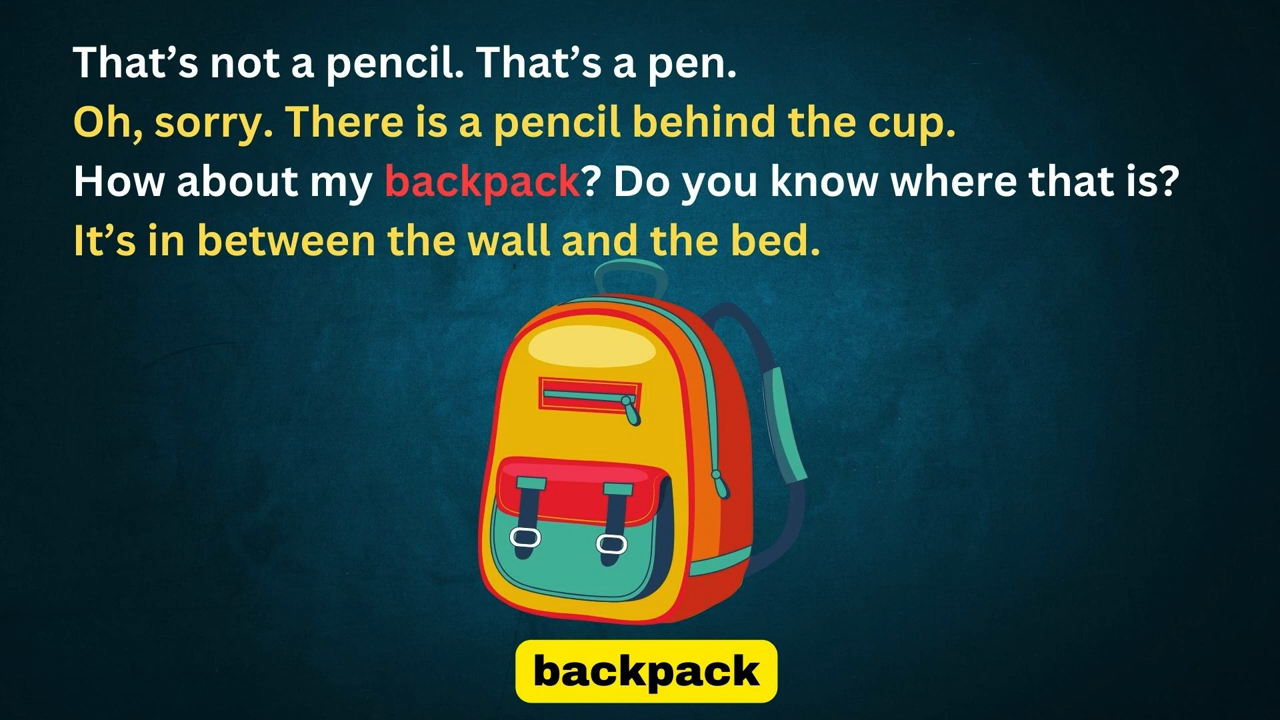 That’s not a pencil. That’s a pen.
Oh, sorry. There is a pencil behind the cup.
How about my backpack? Do you know where that is?
It’s in between the wall and the bed.
backpack